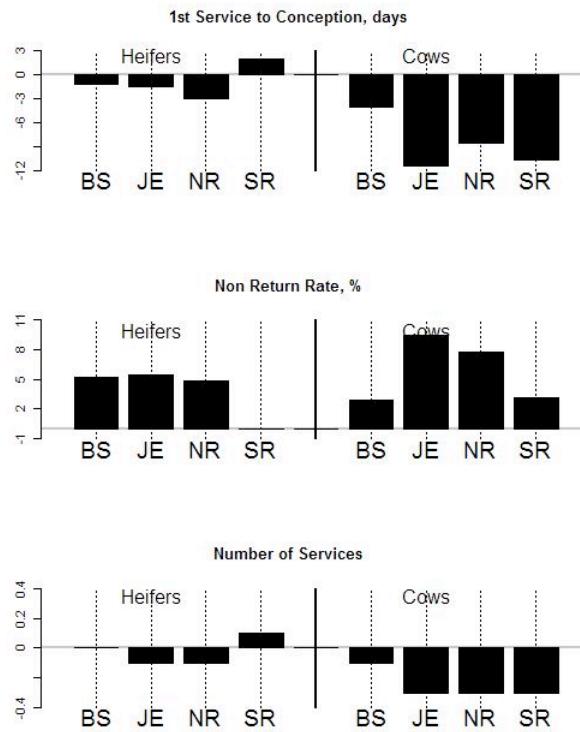 1st Service to Conception, days
Heifers Cows
3
0
-3
-6
-12
BS JE NR SR BS JE NR SR
Non Return Rate, %
Heifers Cows
11
8
5
2
-1
BS JE NR SR BS JE NR SR
Number of Services
Heifers Cows
0.4
0.2
0
-0.4
BS JE NR SR BS JE NR SR